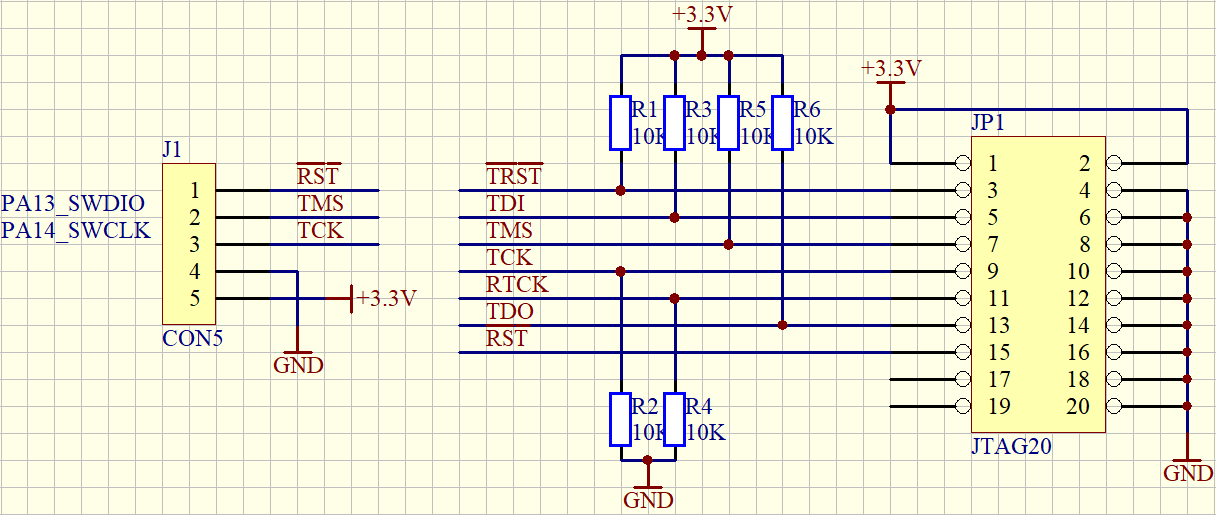 +3.3V
+3.3V
R1 R3 R5 R6
10K 10K 10K 10K
JP1
J1
RST
TRST
1 2
1
PA13_SWDIO
TMS
TDI
3 4
2
PA14_SWCLK
TCK
TMS
5 6
3
TCK
7 8
4
RTCK
9 10
5
+3.3V
TDO
11 12
CON5
RST
13 14
GND
15 16
17 18
R2 R4
19 20
10K 10K
JTAG20
GND
GND